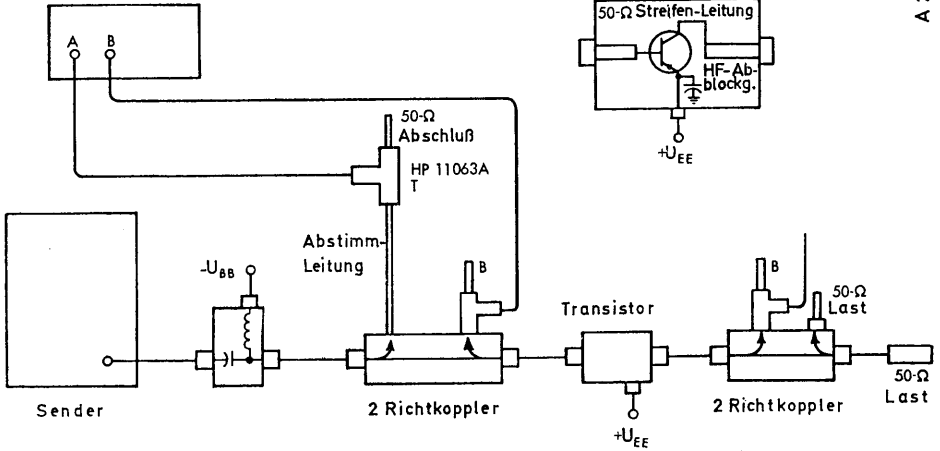 50-Ω Streifen-Leitung
HF-Ab-
blockg.
+U_EE
A
B
50-Ω
Abschluß
HP 11063A
T
Abstimm-
Leitung
-U_BB
B
Transistor
B
50-Ω
Last
50-Ω
Last
Sender
2 Richtkoppler
+U_EE
2 Richtkoppler
A